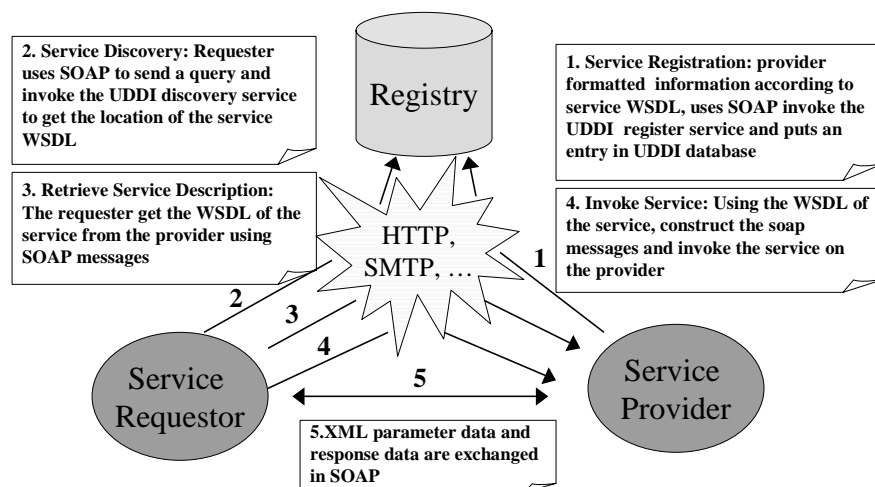 2. Service Discovery: Requester
uses SOAP to send a query and
invoke the UDDI discovery service
to get the location of the service
WSDL
Registry
1. Service Registration: provider
formatted information according to
service WSDL, uses SOAP invoke the
UDDI register service and puts an
entry in UDDI database
3. Retrieve Service Description:
The requester get the WSDL of the
service from the provider using
SOAP messages
HTTP,
SMTP, …
4. Invoke Service: Using the WSDL of
the service, construct the soap
messages and invoke the service on
the provider
1
2
3
4
5
Service
Requestor
Service
Provider
5.XML parameter data and
response data are exchanged
in SOAP